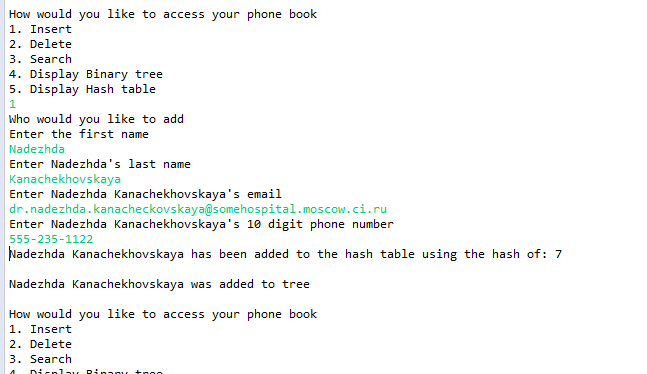 How would you like to access your phone book
1. Insert
2. Delete
3. Search
4. Display Binary tree
5. Display Hash table
1
Who would you like to add
Enter the first name
Nadezhda
Enter Nadezhda's last name
Kanachekhovskaya
Enter Nadezhda Kanachekhovskaya's email
dr.nadezhda.kanacheckovskaya@somehospital.moscow.ci.ru
Enter Nadezhda Kanachekhovskaya's 10 digit phone number
555-235-1122
Nadezhda Kanachekhovskaya has been added to the hash table using the hash of: 7
Nadezhda Kanachekhovskaya was added to tree
How would you like to access your phone book
1. Insert
2. Delete
3. Search
4. Display Binary tree